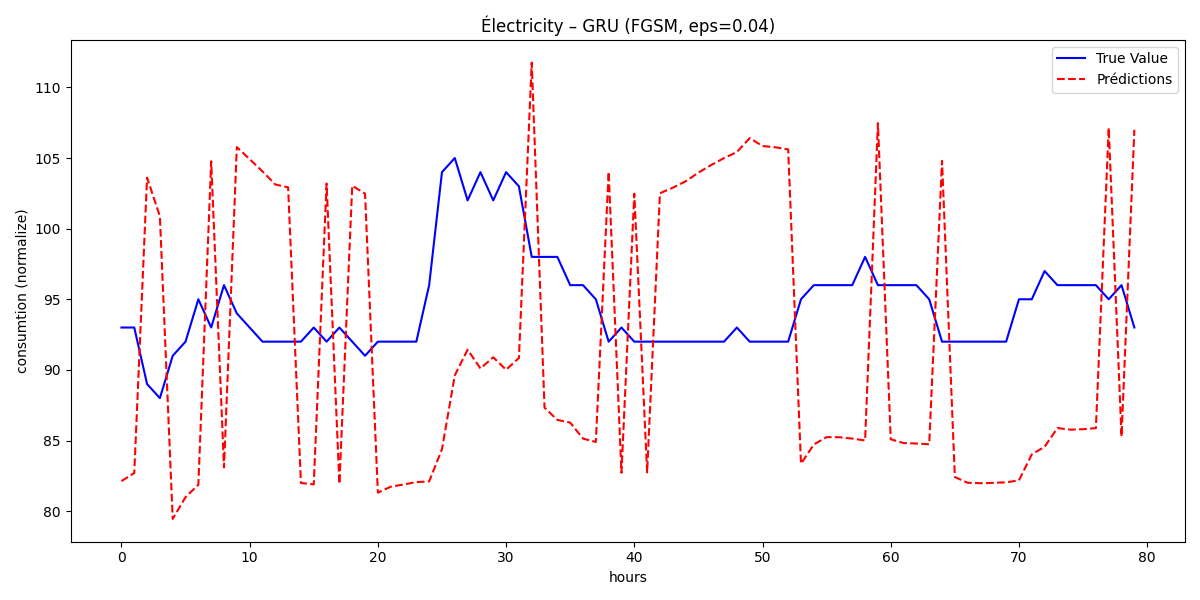 Électricity – GRU (FGSM, eps=0.04)
True Value
Prédictions
consumtion (normalize)
110
105
100
95
90
85
80
0 10 20 30 40 50 60 70 80
hours